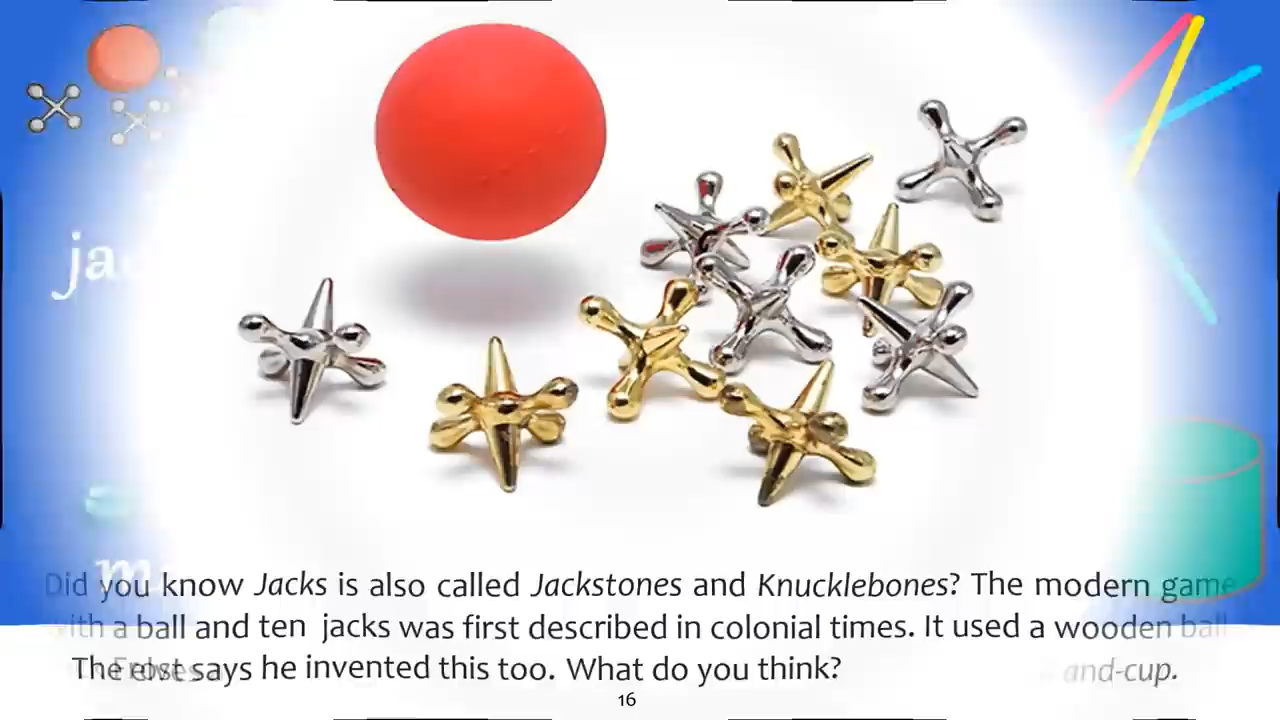 Did you know Jacks is also called Jackstones and Knucklebones? The modern game
with a ball and ten jacks was first described in colonial times. It used a wooden ball
The says he invented this too. What do you think?
and-cup.
16